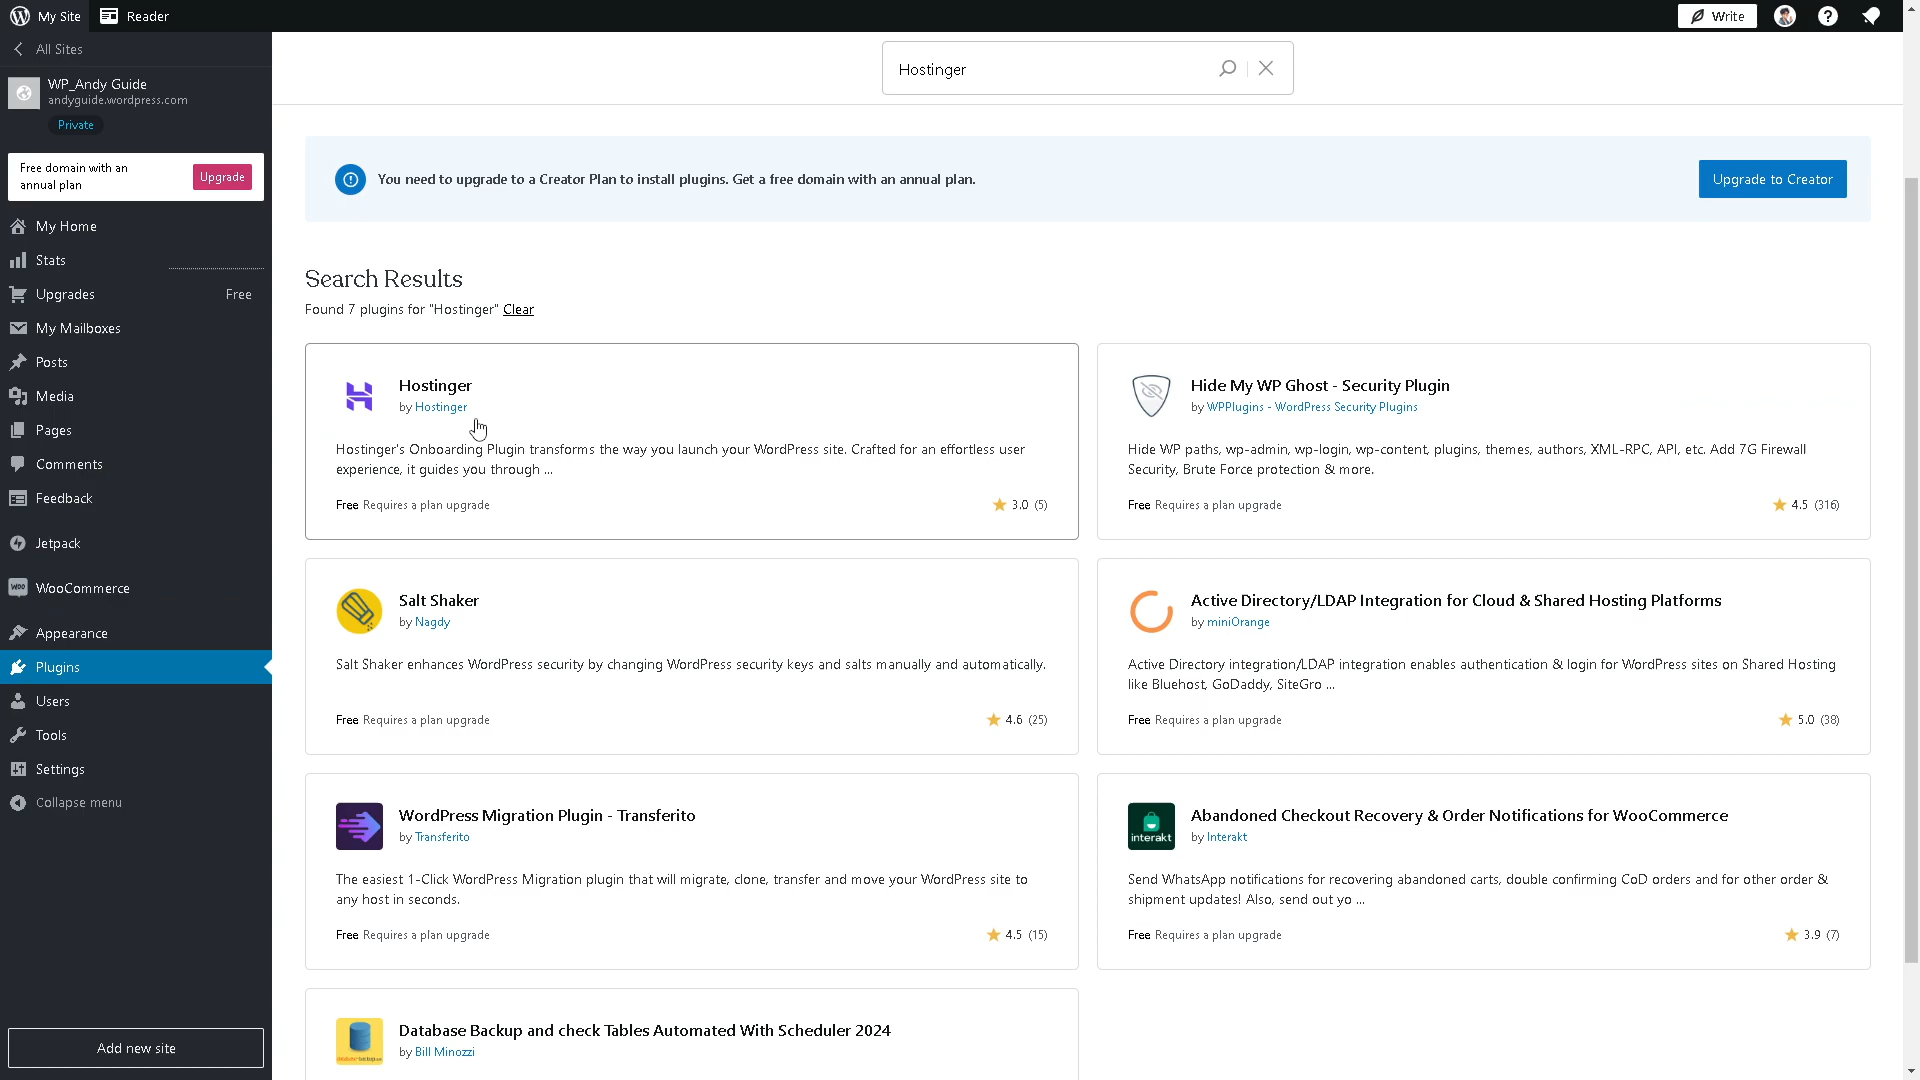 My Site
Reader
Write
All Sites
WP_Andy Guide
andyguide.wordpress.com
Private
Free domain with an
annual plan
Upgrade
My Home
Stats
Upgrades
Free
My Mailboxes
Posts
Media
Pages
Comments
Feedback
Jetpack
WooCommerce
Appearance
Plugins
Users
Tools
Settings
Collapse menu
Add new site
Hostinger
You need to upgrade to a Creator Plan to install plugins. Get a free domain with an annual plan.
Upgrade to Creator
Search Results
Found 7 plugins for "Hostinger" Clear
Hostinger
by Hostinger
Hostinger's Onboarding Plugin transforms the way you launch your WordPress site. Crafted for an effortless user
experience, it guides you through ...
Free Requires a plan upgrade
3.0 (5)
Hide My WP Ghost - Security Plugin
by WPPlugins - WordPress Security Plugins
Hide WP paths, wp-admin, wp-login, wp-content, plugins, themes, authors, XML-RPC, API, etc. Add 7G Firewall
Security, Brute Force protection & more.
Free Requires a plan upgrade
4.5 (316)
Salt Shaker
by Nagdy
Salt Shaker enhances WordPress security by changing WordPress security keys and salts manually and automatically.
Free Requires a plan upgrade
4.6 (25)
Active Directory/LDAP Integration for Cloud & Shared Hosting Platforms
by miniOrange
Active Directory integration/LDAP integration enables authentication & login for WordPress sites on Shared Hosting
like Bluehost, GoDaddy, SiteGro ...
Free Requires a plan upgrade
5.0 (38)
WordPress Migration Plugin - Transferito
by Transferito
The easiest 1-Click WordPress Migration plugin that will migrate, clone, transfer and move your WordPress site to
any host in seconds.
Free Requires a plan upgrade
4.5 (15)
interakt
Abandoned Checkout Recovery & Order Notifications for WooCommerce
by Interakt
Send WhatsApp notifications for recovering abandoned carts, double confirming CoD orders and for other order &
shipment updates! Also, send out yo ...
Free Requires a plan upgrade
3.9 (7)
Database Backup and check Tables Automated With Scheduler 2024
by Bill Minozzi